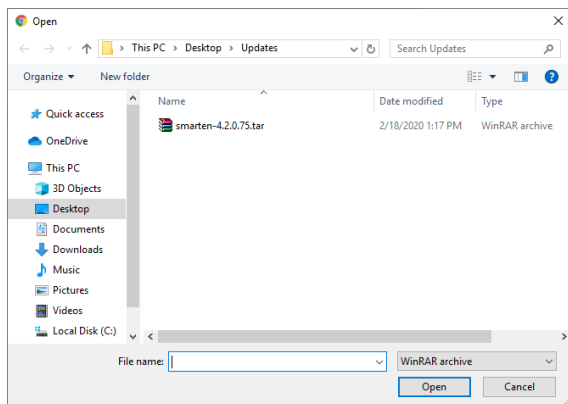 Open
This PC > Desktop > Updates
Search Updates
Organize
New folder
?
Name
Date modified
Type
Quick access
OneDrive
This PC
3D Objects
Desktop
Documents
Downloads
Music
Pictures
Videos
Local Disk (C:)
smarten-4.2.0.75.tar
2/18/2020 1:17 PM
WinRAR archive
File name:
WinRAR archive
Open
Cancel